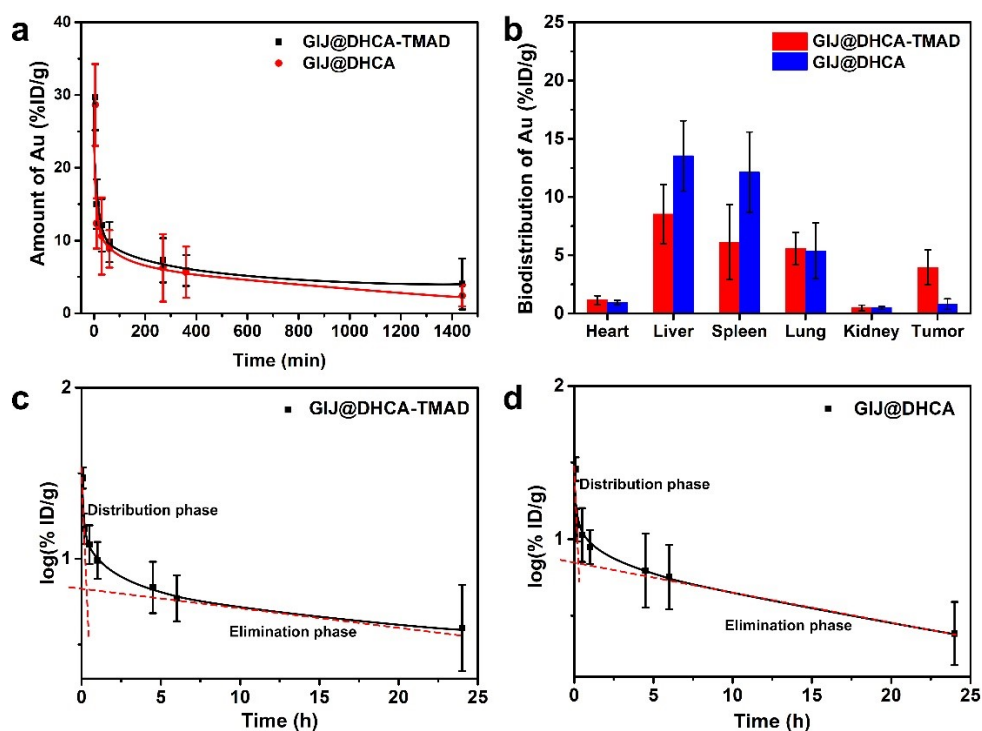 a
Amount of Au (%ID/g)
40
30
20
10
0
0 200 400 600 800 1000 1200 1400
Time (min)
GIJ@DHCA-TMAD
GIJ@DHCA
b
Biodistribution of Au (%ID/g)
25
20
15
10
5
0
Heart Liver Spleen Lung Kidney Tumor
GIJ@DHCA-TMAD
GIJ@DHCA
c
log(% ID/g)
2
1
0 5 10 15 20 25
Time (h)
GIJ@DHCA-TMAD
Distribution phase
Elimination phase
d
log(% ID/g)
2
1
0 5 10 15 20 25
Time (h)
GIJ@DHCA
Distribution phase
Elimination phase